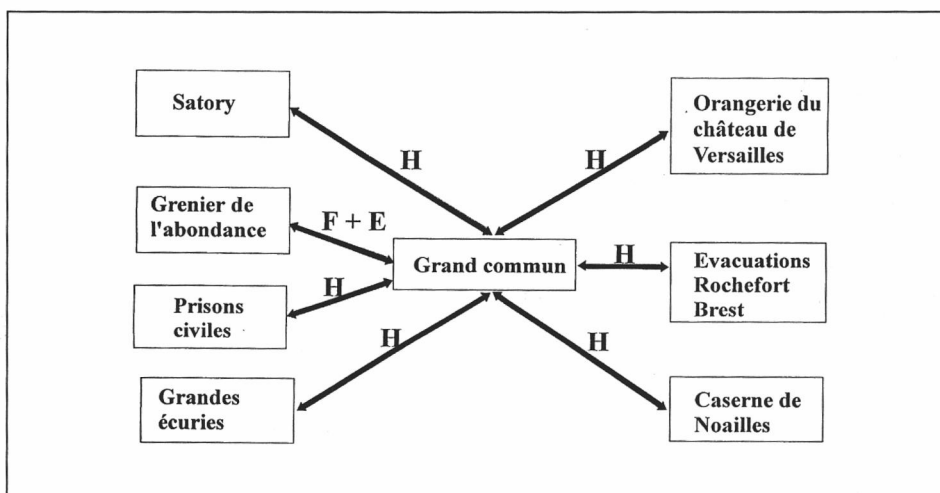 Satory
H
Orangerie du
château de
Versailles
H
Grenier de
l'abondance
F + E
Grand commun
H
Evacuations
Rochefort
Brest
Prisons
civiles
H
Grandes
écuries
H
H
Caserne de
Noailles